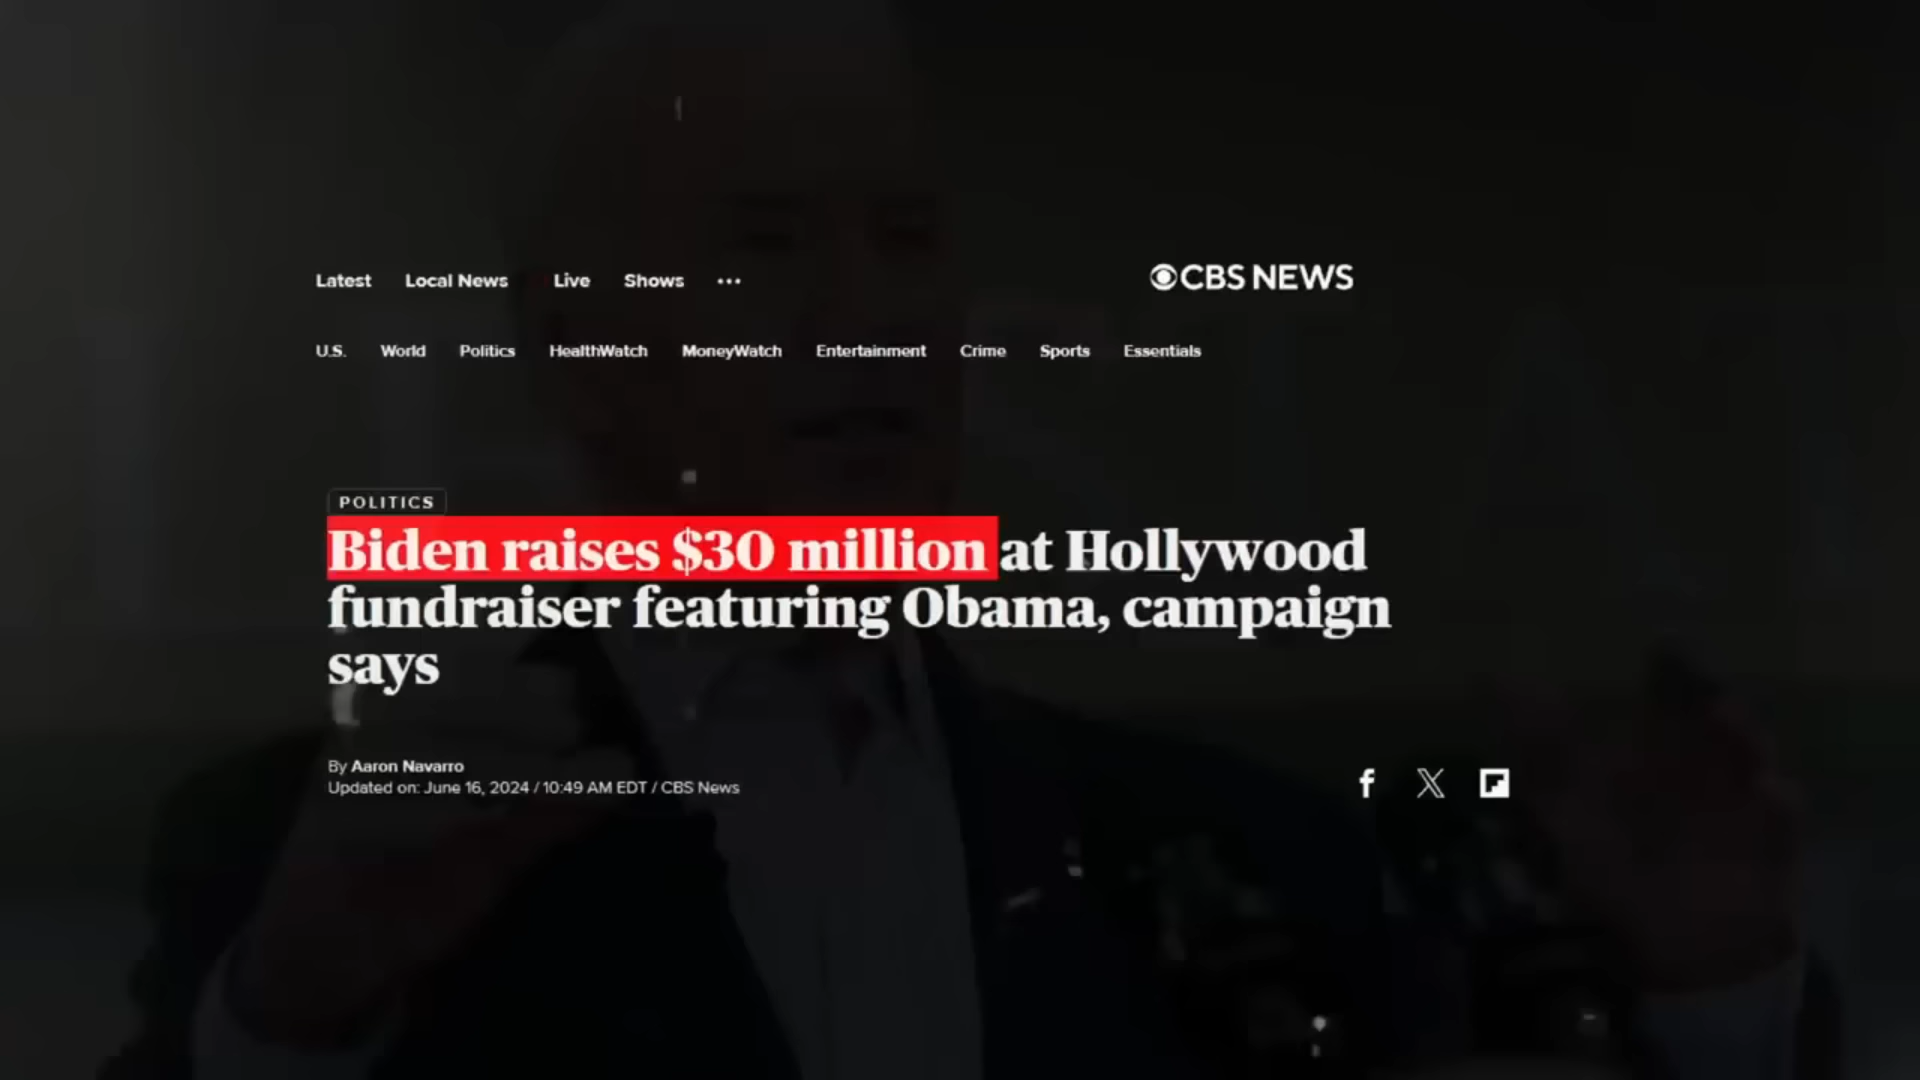 Latest Local News Live Shows •••
CBS NEWS
U.S. World Politics HealthWatch MoneyWatch Entertainment Crime Sports Essentials
POLITICS
Biden raises $30 million at Hollywood
fundraiser featuring Obama, campaign
says
By Aaron Navarro
Updated on: June 16, 2024 / 10:49 AM EDT / CBS News